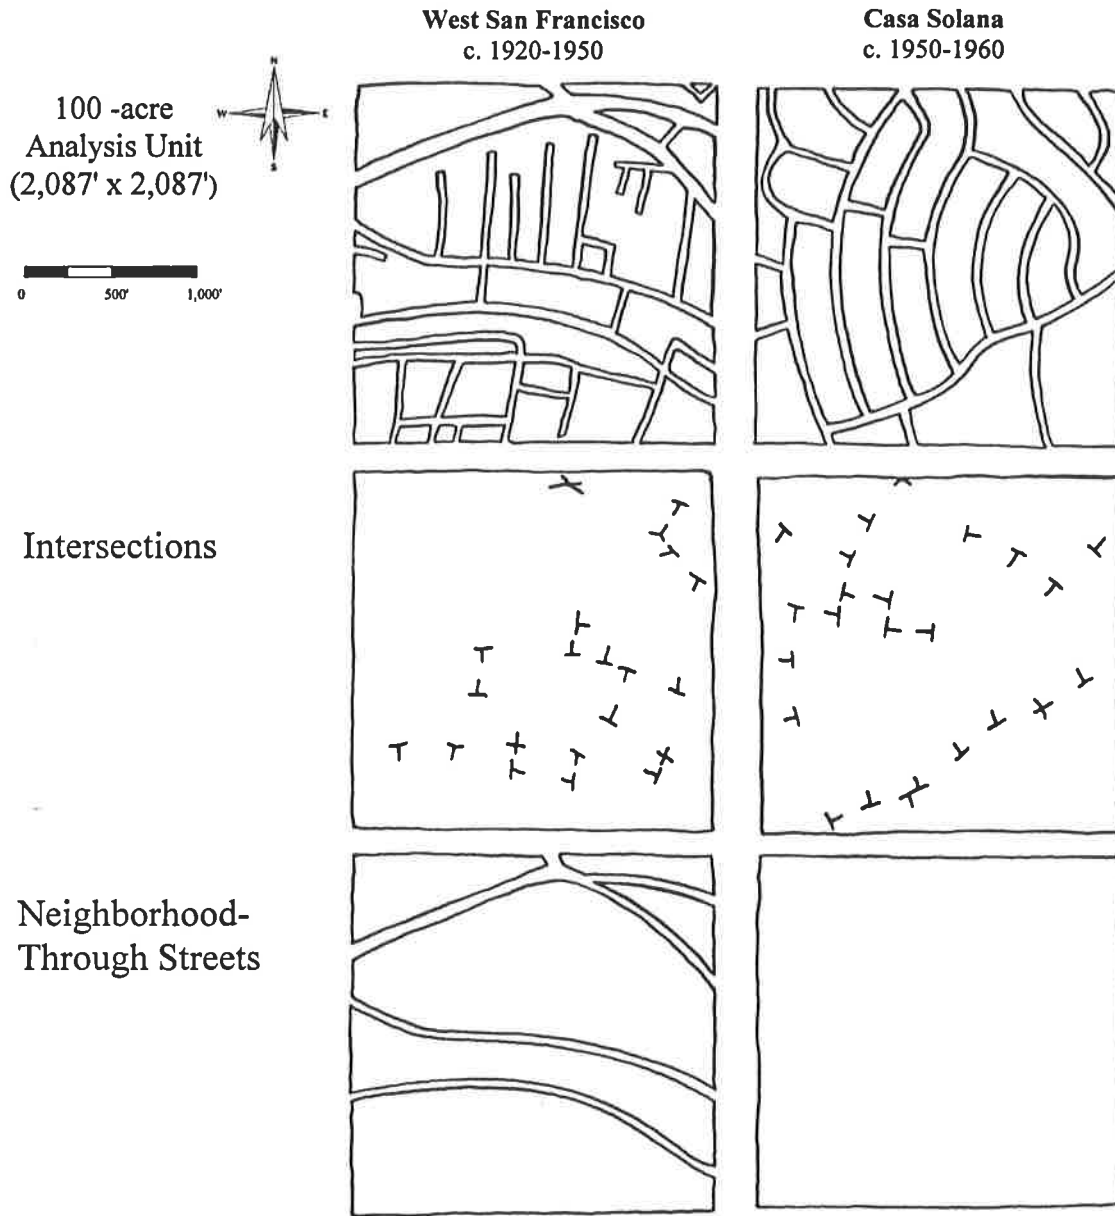 West San Francisco
c. 1920-1950
Casa Solana
c. 1950-1960
100 -acre
Analysis Unit
(2,087' x 2,087')
N
W
E
S
0 500' 1,000'
Intersections
Neighborhood-
Through Streets